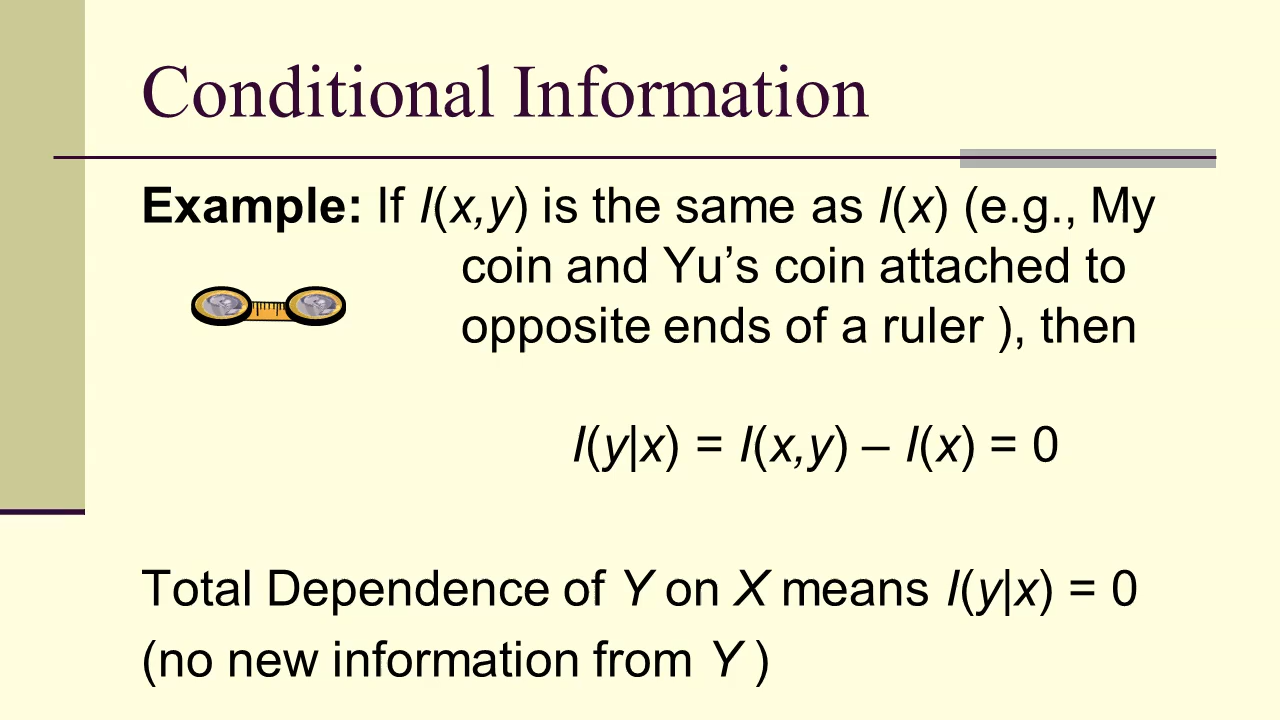 Conditional Information
Example: If I(x,y) is the same as I(x) (e.g., My
coin and Yu’s coin attached to
opposite ends of a ruler ), then
I(y|x) = I(x,y) – I(x) = 0
Total Dependence of Y on X means I(y|x) = 0
(no new information from Y )